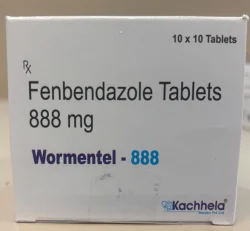 10 x 10 Tablets
Rx
Fenbendazole Tablets
888 mg
Wormentel - 888
Kachhela